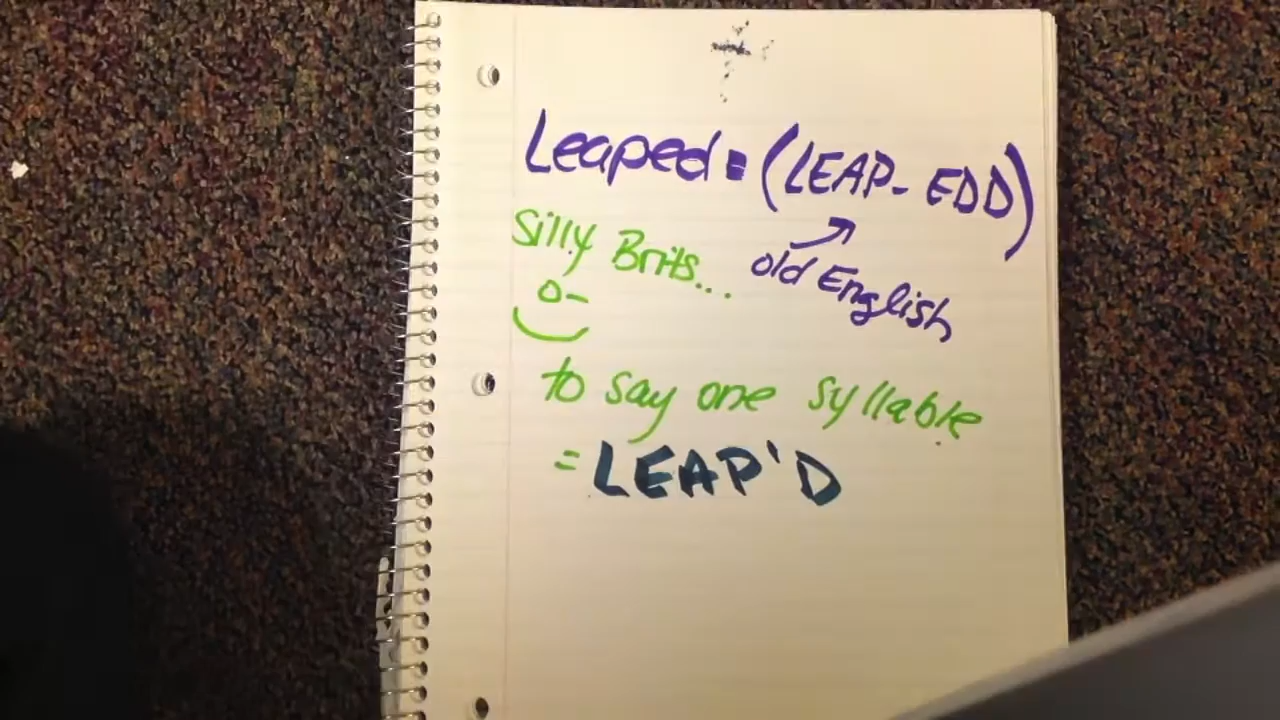 Leaped = (LEAP- EDD)
Silly Brits...
old English
to say one syllable
= LEAP'D